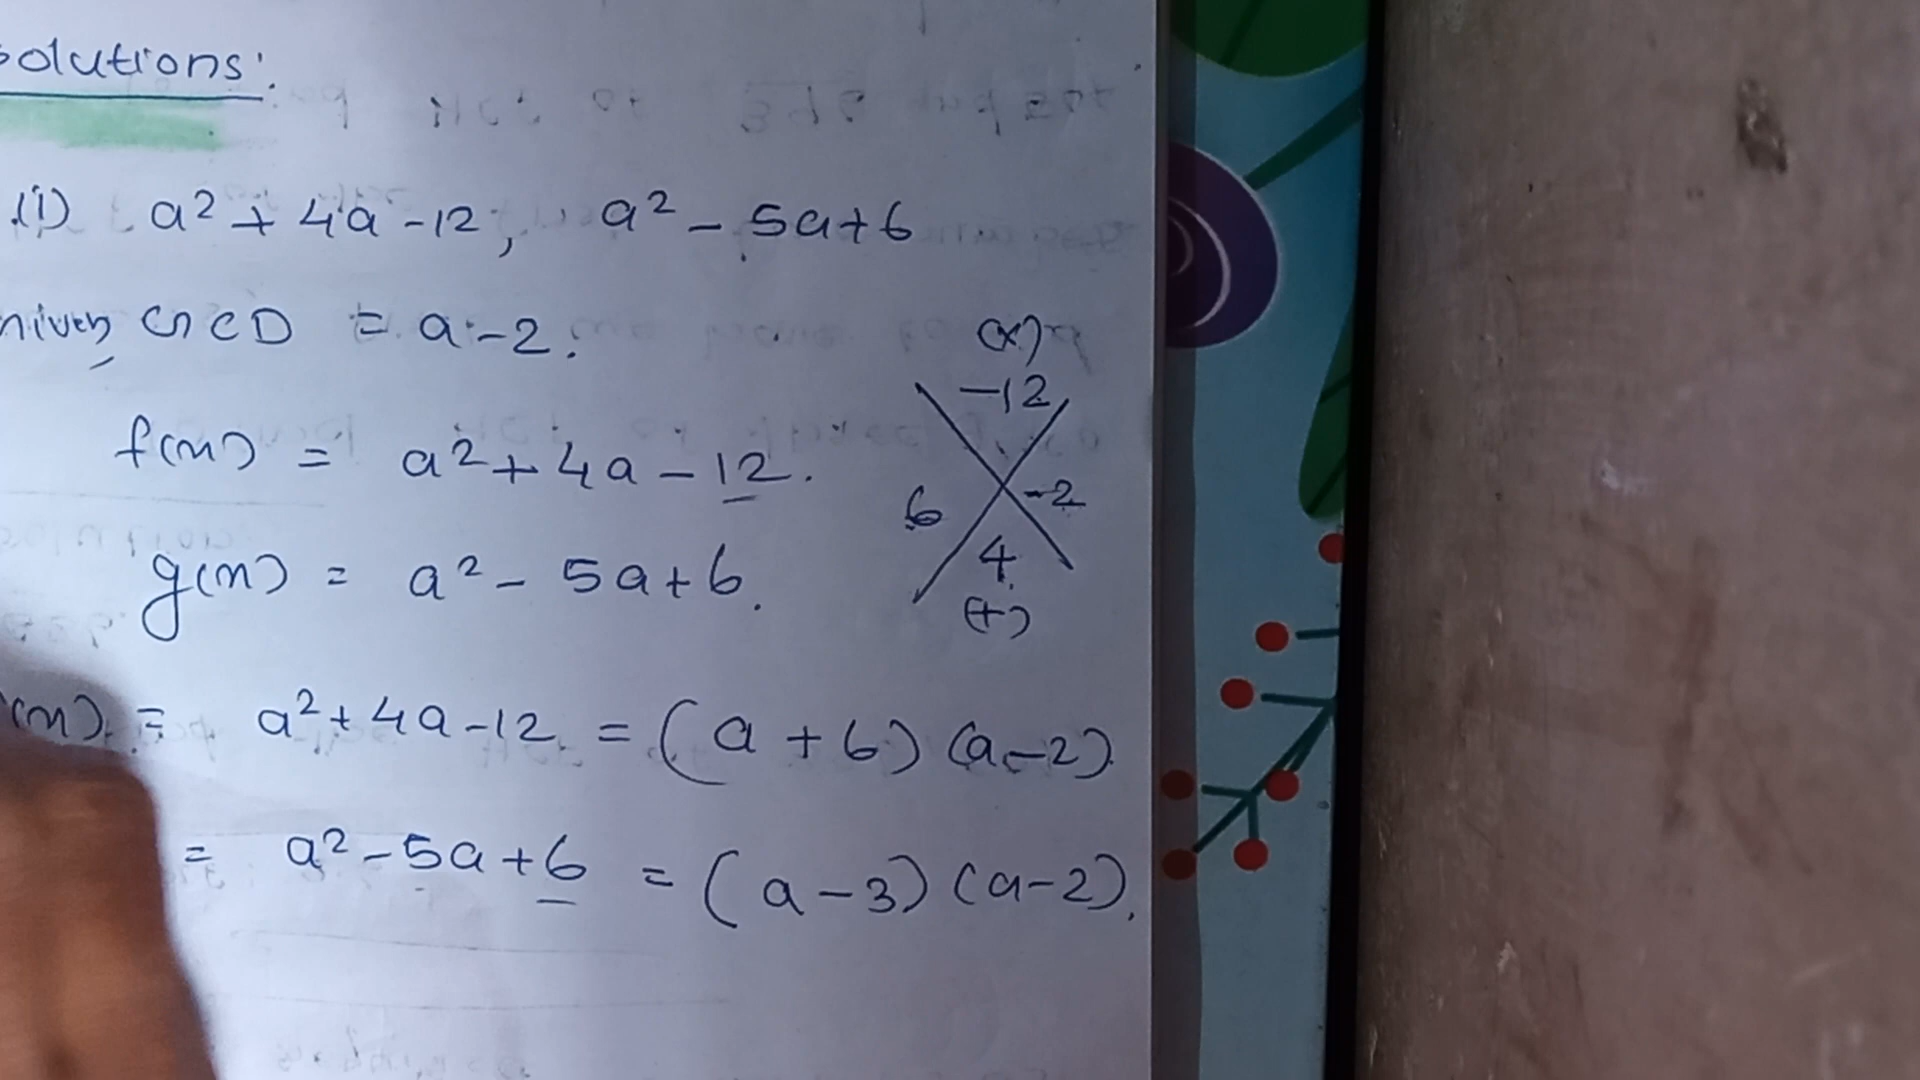 solutions:
(i) a² + 4a - 12, a² - 5a + 6
Given GCD = a - 2.
(x)
-12
f(x) = a² + 4a - 12.
6 -2
4
(+)
g(x) = a² - 5a + 6.
(x) = a² + 4a - 12 = (a + 6) (a - 2).
= a² - 5a + 6 = (a - 3) (a - 2).